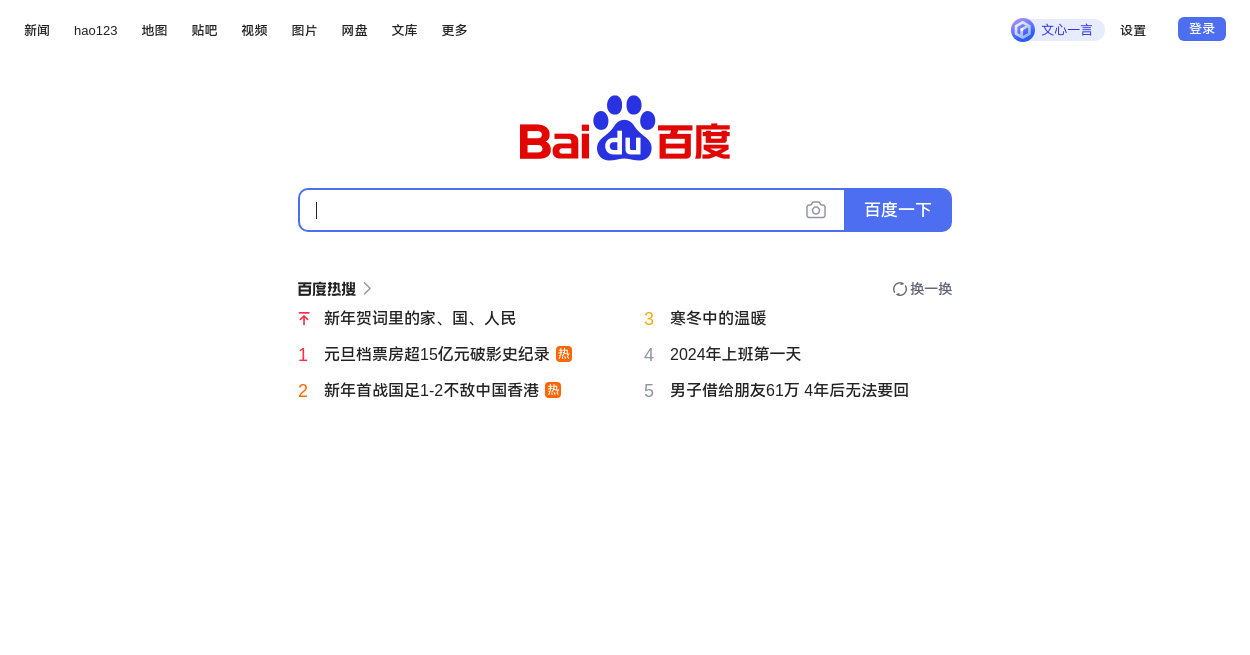 新闻 hao123 地图 贴吧 视频 图片 网盘 文库 更多 文心一言 设置 登录
Baidu百度
百度一下
百度热搜 换一换
新年贺词里的家、国、人民
1 元旦档票房超15亿元破影史纪录 热
2 新年首战国足1-2不敌中国香港 热
3 寒冬中的温暖
4 2024年上班第一天
5 男子借给朋友61万 4年后无法要回